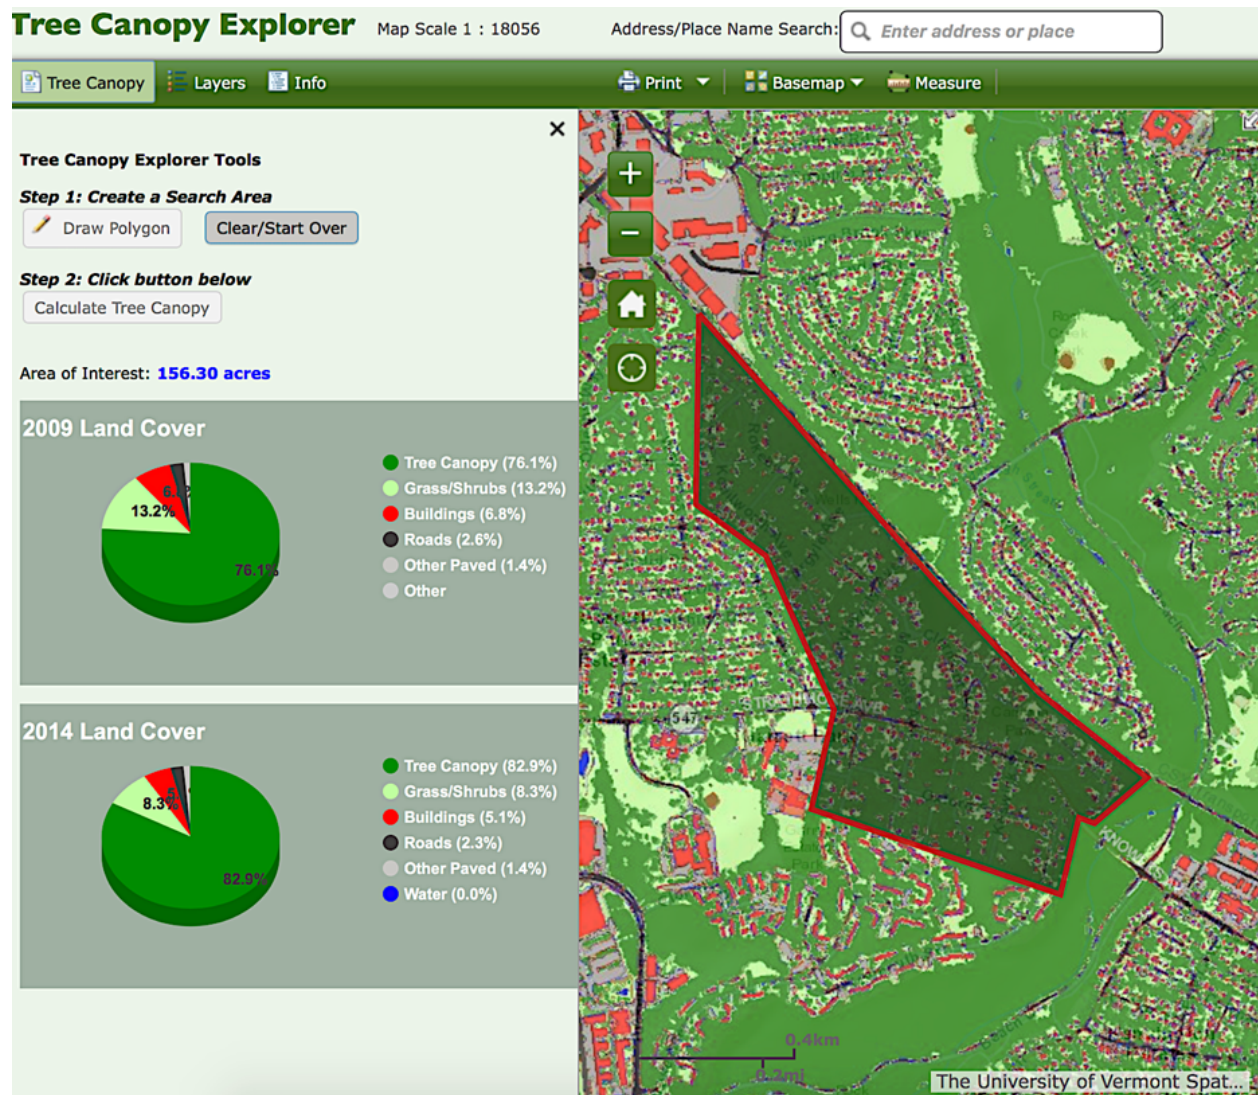 Tree Canopy Explorer
Map Scale 1 : 18056
Address/Place Name Search:
Enter address or place
Tree Canopy
Layers
Info
Print
Basemap
Measure
Tree Canopy Explorer Tools
Step 1: Create a Search Area
Draw Polygon
Clear/Start Over
Step 2: Click button below
Calculate Tree Canopy
Area of Interest: 156.30 acres
2009 Land Cover
Tree Canopy (76.1%)
Grass/Shrubs (13.2%)
Buildings (6.8%)
Roads (2.6%)
Other Paved (1.4%)
Other
13.2%
76.1%
2014 Land Cover
Tree Canopy (82.9%)
Grass/Shrubs (8.3%)
Buildings (5.1%)
Roads (2.3%)
Other Paved (1.4%)
Water (0.0%)
8.3%
82.9%
547
0.4km
0.2mi
The University of Vermont Spat...